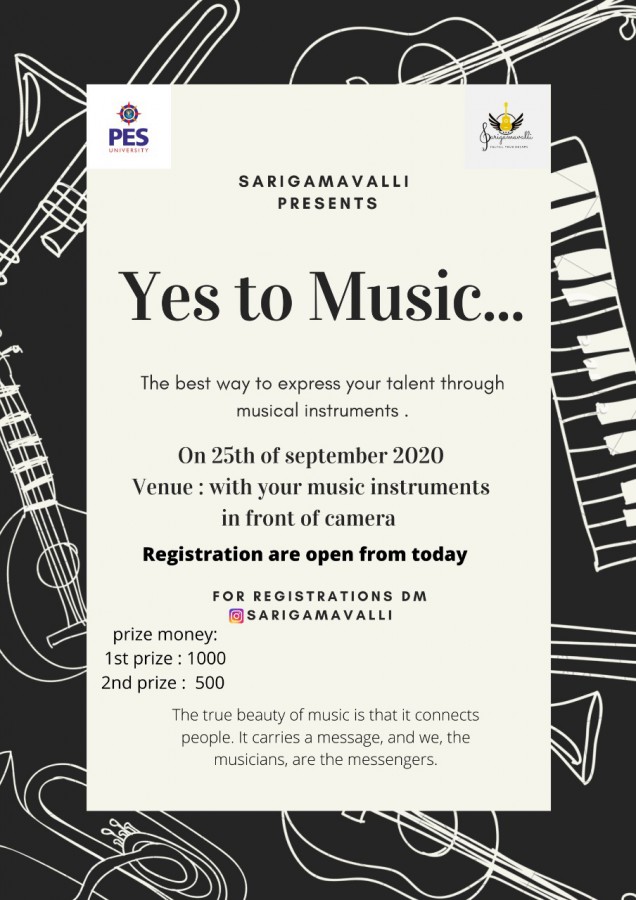 PES
UNIVERSITY
Sarigamavalli
SARIGAMAVALLI
PRESENTS
Yes to Music...
The best way to express your talent through
musical instruments .
On 25th of september 2020
Venue : with your music instruments
in front of camera
Registration are open from today
FOR REGISTRATIONS DM
SARIGAMAVALLI
prize money:
1st prize : 1000
2nd prize : 500
The true beauty of music is that it connects
people. It carries a message, and we, the
musicians, are the messengers.